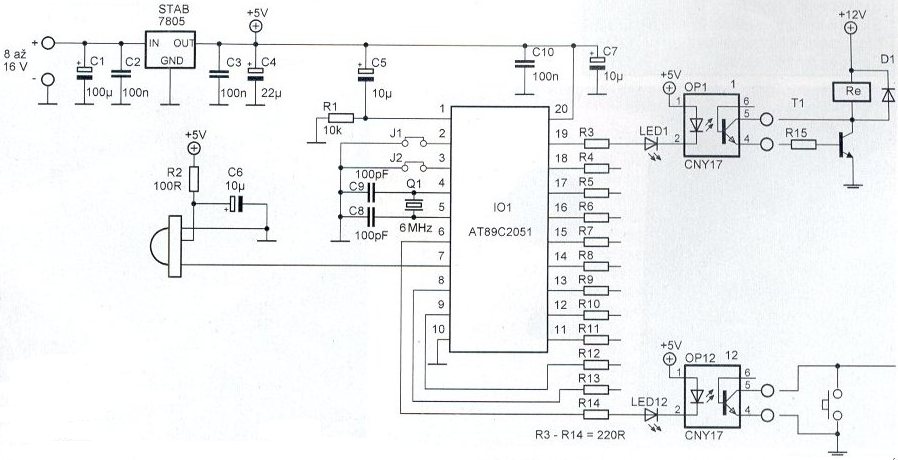 STAB
7805
+5V
+12V
8 až
16 V
+
-
IN OUT
GND
C1
100µ
C2
100n
C3
100n
C4
22µ
C5
10µ
C10
100n
C7
10µ
D1
Re
R1
10k
+5V
OP1
1
T1
R15
LED1
CNY17
1
2
6
5
4
J1
J2
100pF
C9
C8
100pF
Q1
6 MHz
+5V
R2
100R
C6
10µ
IO1
AT89C2051
1
2
3
4
5
6
7
8
9
10
20
19
18
17
16
15
14
13
12
11
R3
R4
R5
R6
R7
R8
R9
R10
R11
R12
R13
R14
+5V
OP12
12
1
2
6
5
4
LED12
CNY17
R3 - R14 = 220R